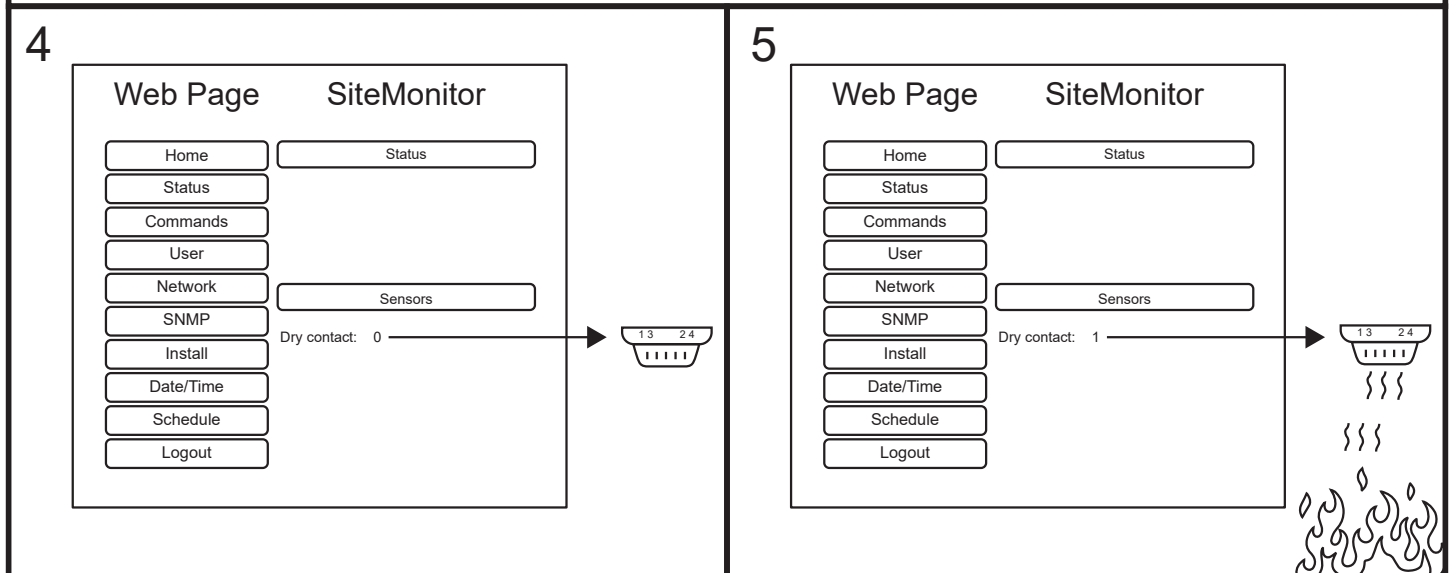 4
Web Page SiteMonitor
Home Status
Status
Commands
User
Network
Sensors
SNMP
Dry contact: 0
1 3 2 4
Install
Date/Time
Schedule
Logout
5
Web Page SiteMonitor
Home Status
Status
Commands
User
Network
Sensors
SNMP
Dry contact: 1
1 3 2 4
Install
Date/Time
Schedule
Logout